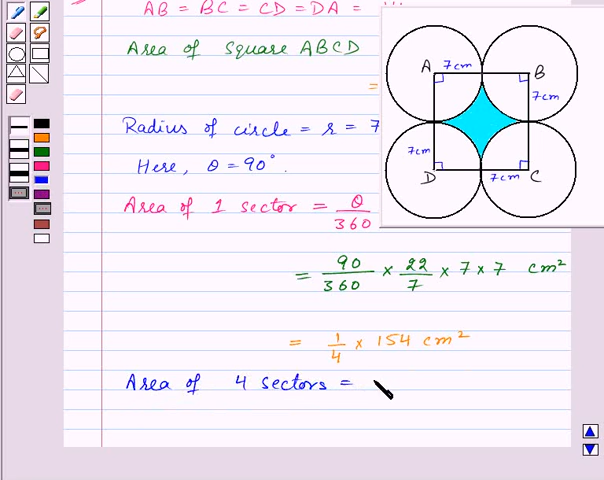 AB = BC = CD = DA =
Area of Square ABCD
=
Radius of circle = r = 7
Here, θ = 90°.
Area of 1 sector = θ/360
= 90/360 × 22/7 × 7 × 7 cm²
= 1/4 × 154 cm²
Area of 4 sectors =
A 7cm B
7cm
7cm
D 7cm C